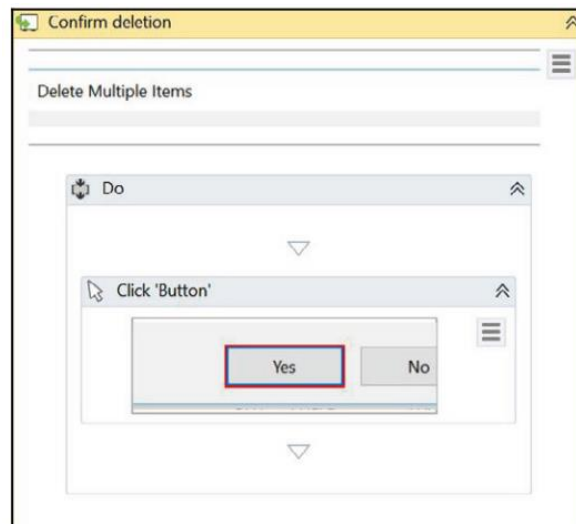 Confirm deletion
Delete Multiple Items
Do
Click 'Button'
Yes
No